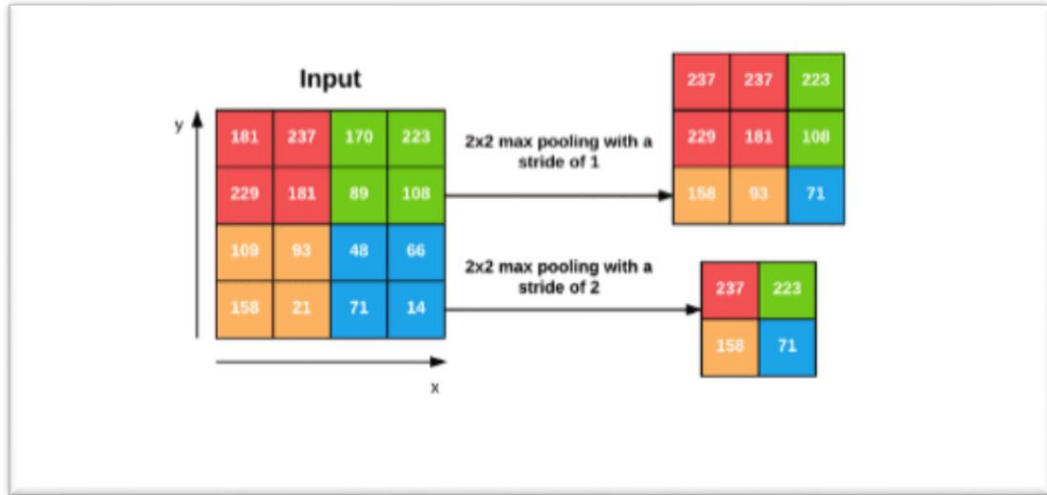 Input
y
181 237 170 223
229 181 89 108
109 93 48 66
158 21 71 14
x
2x2 max pooling with a
stride of 1
237 237 223
229 181 108
158 93 71
2x2 max pooling with a
stride of 2
237 223
158 71